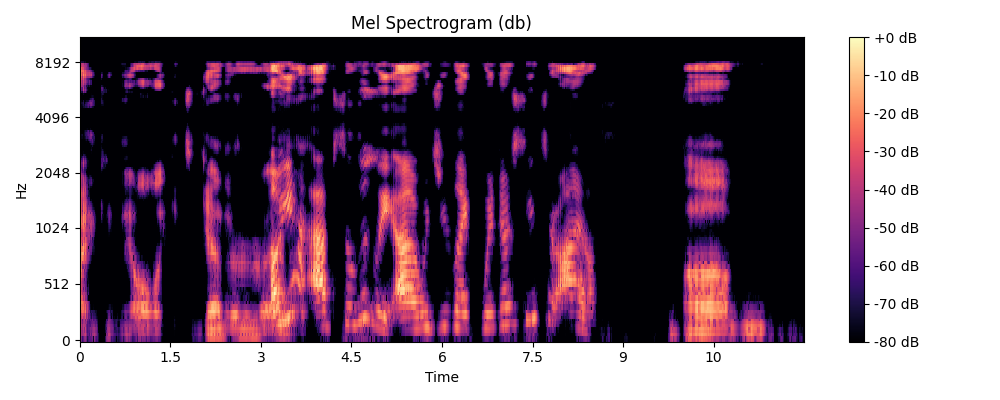 Mel Spectrogram (db)
Hz
8192
4096
2048
1024
512
0
0 1.5 3 4.5 6 7.5 9 10
Time
+0 dB
-10 dB
-20 dB
-30 dB
-40 dB
-50 dB
-60 dB
-70 dB
-80 dB